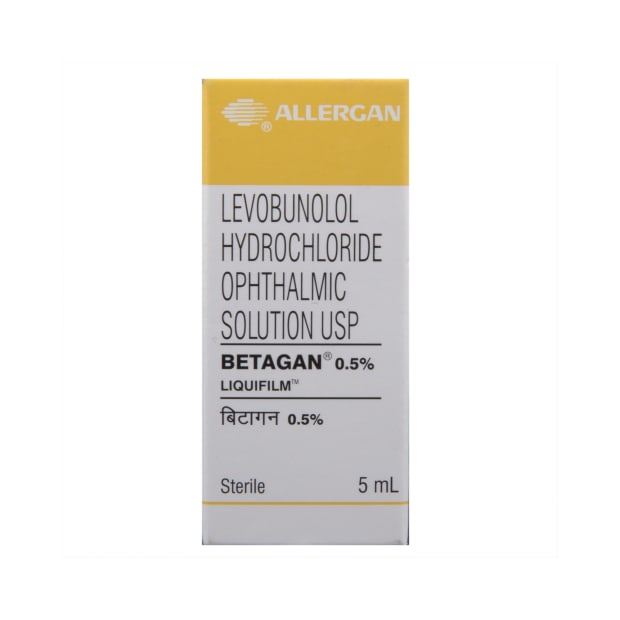 ALLERGAN
®
LEVOBUNOLOL
HYDROCHLORIDE
OPHTHALMIC
SOLUTION USP
BETAGAN® 0.5%
LIQUIFILM™
बिटागन 0.5%
Sterile 5 mL